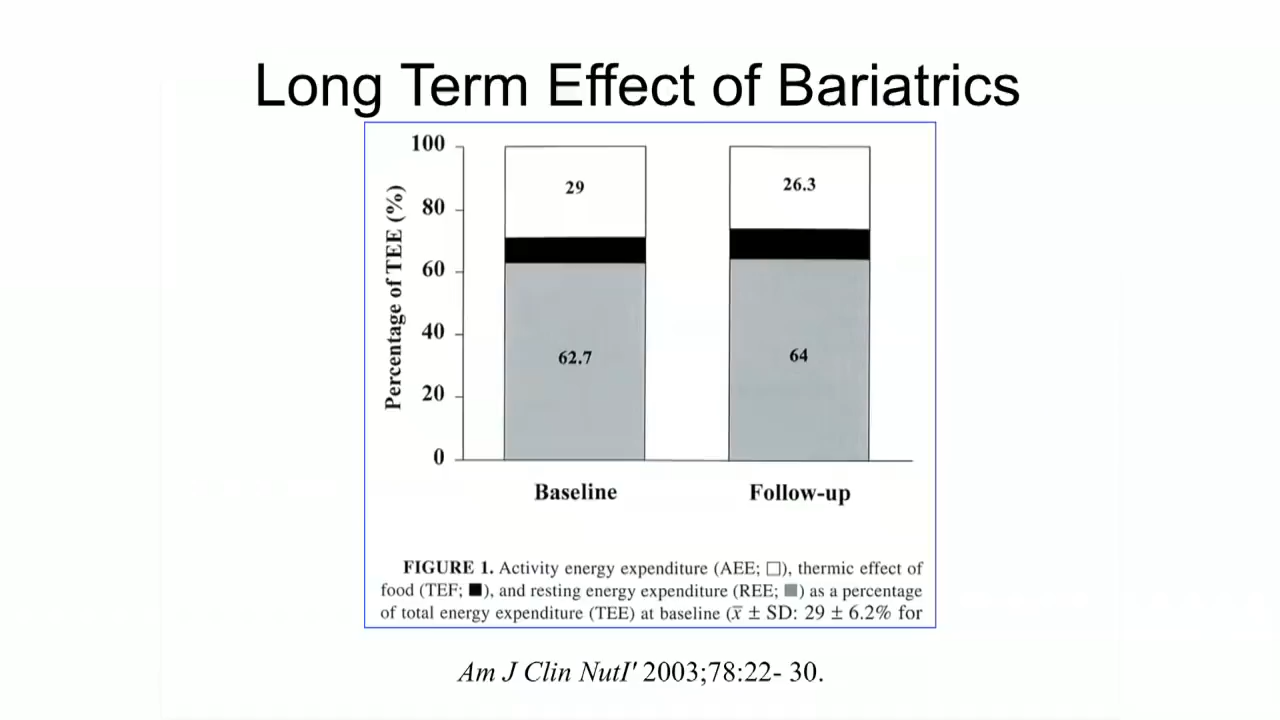 Long Term Effect of Bariatrics
100
80
60
40
20
0
Percentage of TEE (%)
29
62.7
26.3
64
Baseline
Follow-up
FIGURE 1. Activity energy expenditure (AEE; □), thermic effect of
food (TEF; ■), and resting energy expenditure (REE; ■) as a percentage
of total energy expenditure (TEE) at baseline (x̅ ± SD: 29 ± 6.2% for
Am J Clin NutI' 2003;78:22- 30.